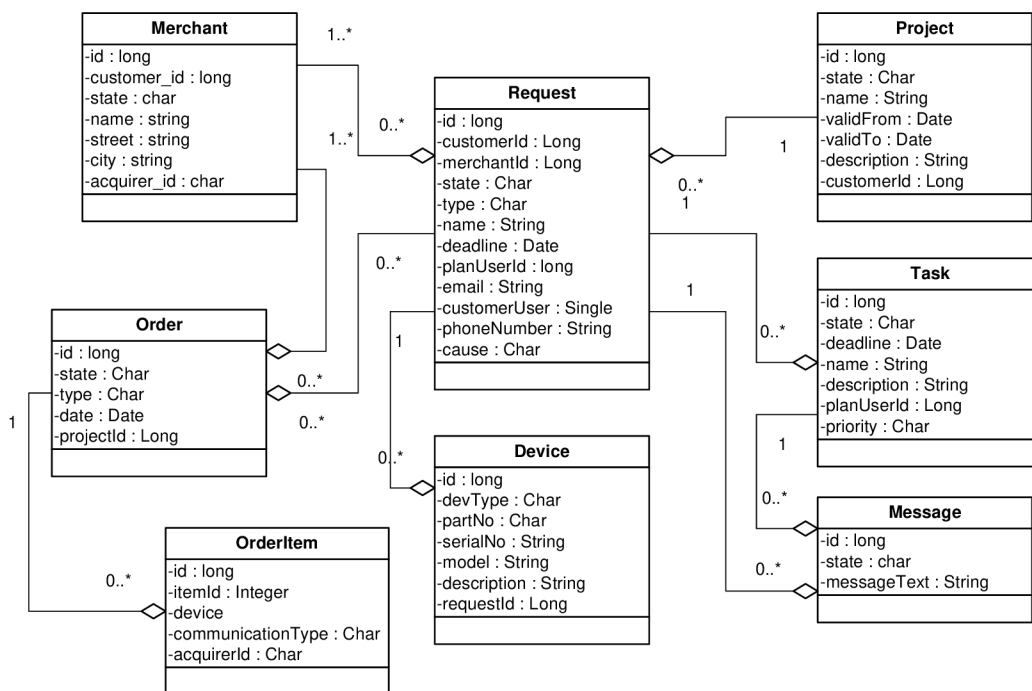 Merchant
-id : long
-customer_id : long
-state : char
-name : string
-street : string
-city : string
-acquirer_id : char
1..*
0..*
1..*
Request
-id : long
-customerId : Long
-merchantId : Long
-state : Char
-type : Char
-name : String
-deadline : Date
-planUserId : long
-email : String
-customerUser : Single
-phoneNumber : String
-cause : Char
Project
-id : long
-state : Char
-name : String
-validFrom : Date
-validTo : Date
-description : String
-customerId : Long
1
0..*
1
0..*
1
1
0..*
Task
-id : long
-state : Char
-deadline : Date
-name : String
-description : String
-planUserId : Long
-priority : Char
Order
-id : long
-state : Char
-type : Char
-date : Date
-projectId : Long
0..*
0..*
1
0..*
Device
-id : long
-devType : Char
-partNo : Char
-serialNo : String
-model : String
-description : String
-requestId : Long
1
0..*
0..*
Message
-id : long
-state : char
-messageText : String
OrderItem
-id : long
-itemId : Integer
-device
-communicationType : Char
-acquirerId : Char
1
0..*